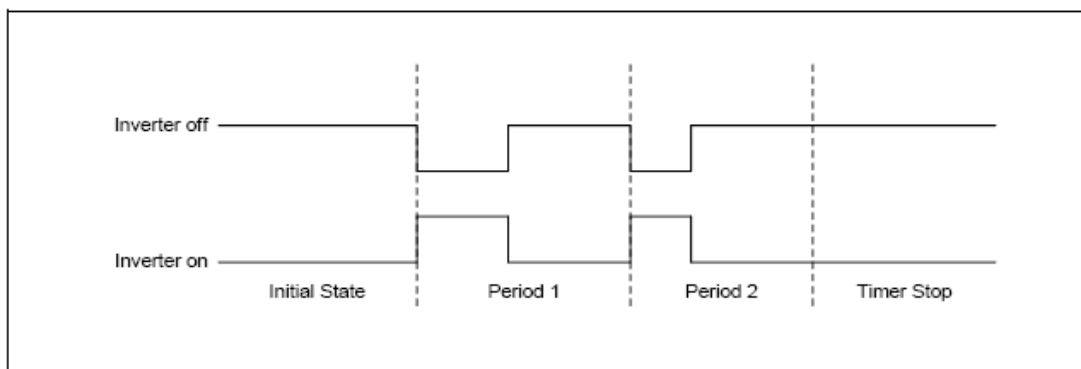 Inverter off
Inverter on
Initial State Period 1 Period 2 Timer Stop